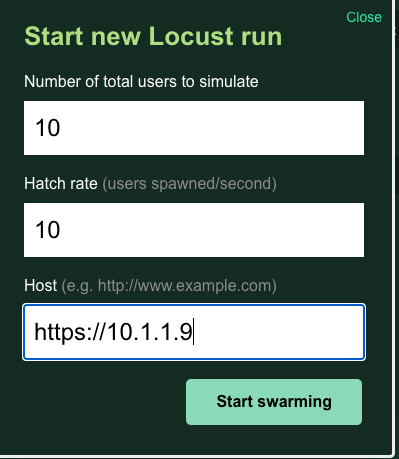 Close
Start new Locust run
Number of total users to simulate
10
Hatch rate (users spawned/second)
10
Host (e.g. http://www.example.com)
https://10.1.1.9
Start swarming